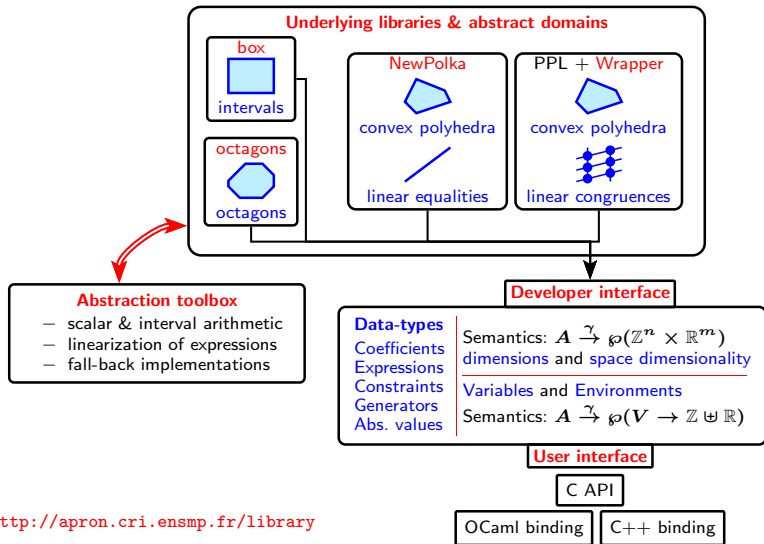 Underlying libraries & abstract domains
box
intervals
octagons
octagons
NewPolka
convex polyhedra
linear equalities
PPL + Wrapper
convex polyhedra
linear congruences
Abstraction toolbox
− scalar & interval arithmetic
− linearization of expressions
− fall-back implementations
Developer interface
Data-types
Coefficients
Expressions
Constraints
Generators
Abs. values
Semantics: A →^γ ℘(ℤ^n × ℝ^m)
dimensions and space dimensionality
Variables and Environments
Semantics: A →^γ ℘(V → ℤ ⊎ ℝ)
User interface
C API
OCaml binding
C++ binding
ttp://apron.cri.ensmp.fr/library